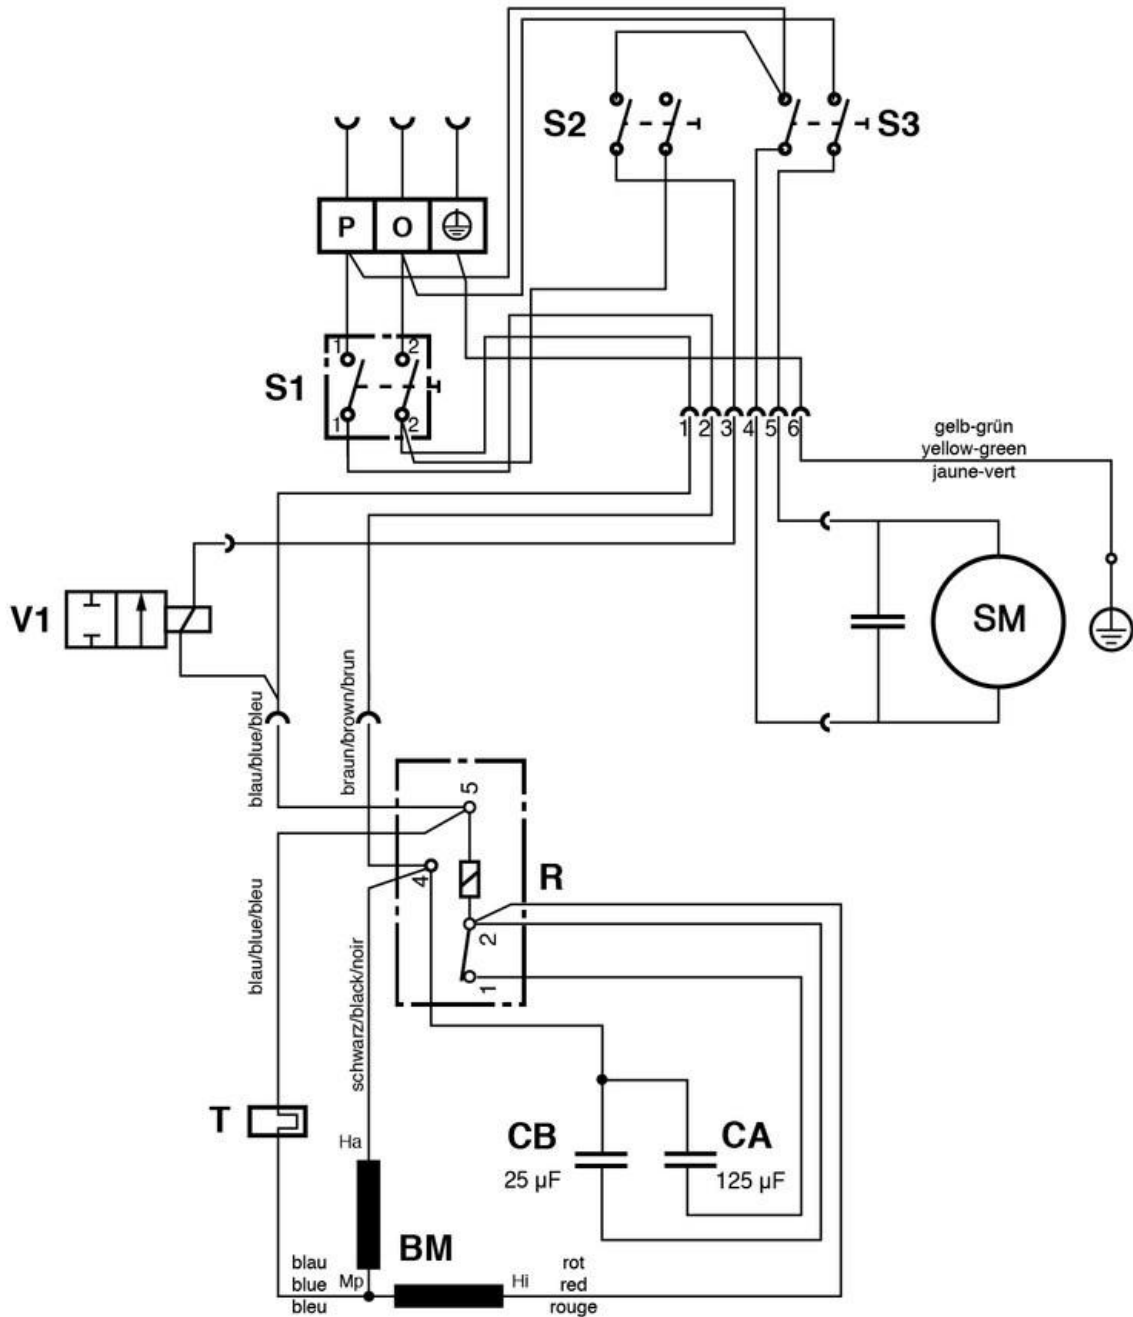 S2
S3
P
O
1
2
S1
1
2
1
2
3
4
5
6
gelb-grün
yellow-green
jaune-vert
V1
SM
blau/blue/bleu
braun/brown/brun
5
4
R
2
1
blau/blue/bleu
schwarz/black/noir
T
Ha
CB
25 µF
CA
125 µF
BM
blau
blue
bleu
Mp
Hi
rot
red
rouge